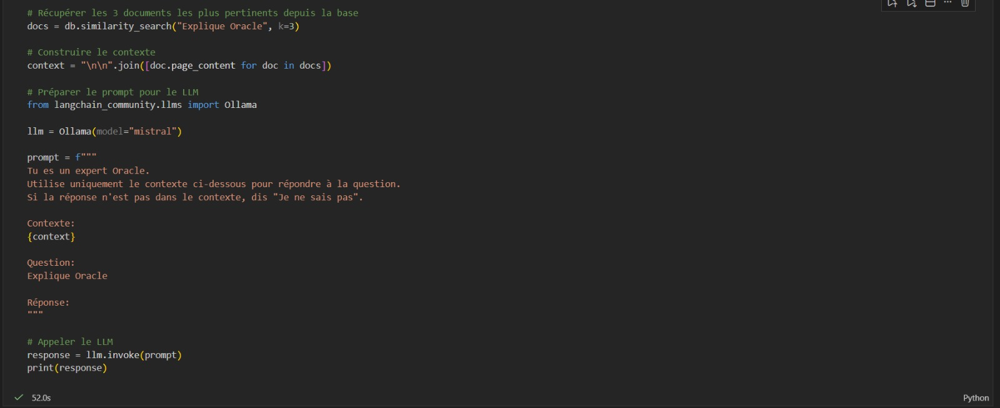 # Récupérer les 3 documents les plus pertinents depuis la base
docs = db.similarity_search("Explique Oracle", k=3)
# Construire le contexte
context = "\n\n".join([doc.page_content for doc in docs])
# Préparer le prompt pour le LLM
from langchain_community.llms import Ollama
llm = Ollama(model="mistral")
prompt = f"""
Tu es un expert Oracle.
Utilise uniquement le contexte ci-dessous pour répondre à la question.
Si la réponse n'est pas dans le contexte, dis "Je ne sais pas".
Contexte:
{context}
Question:
Explique Oracle
Réponse:
"""
# Appeler le LLM
response = llm.invoke(prompt)
print(response)
52.0s
Python